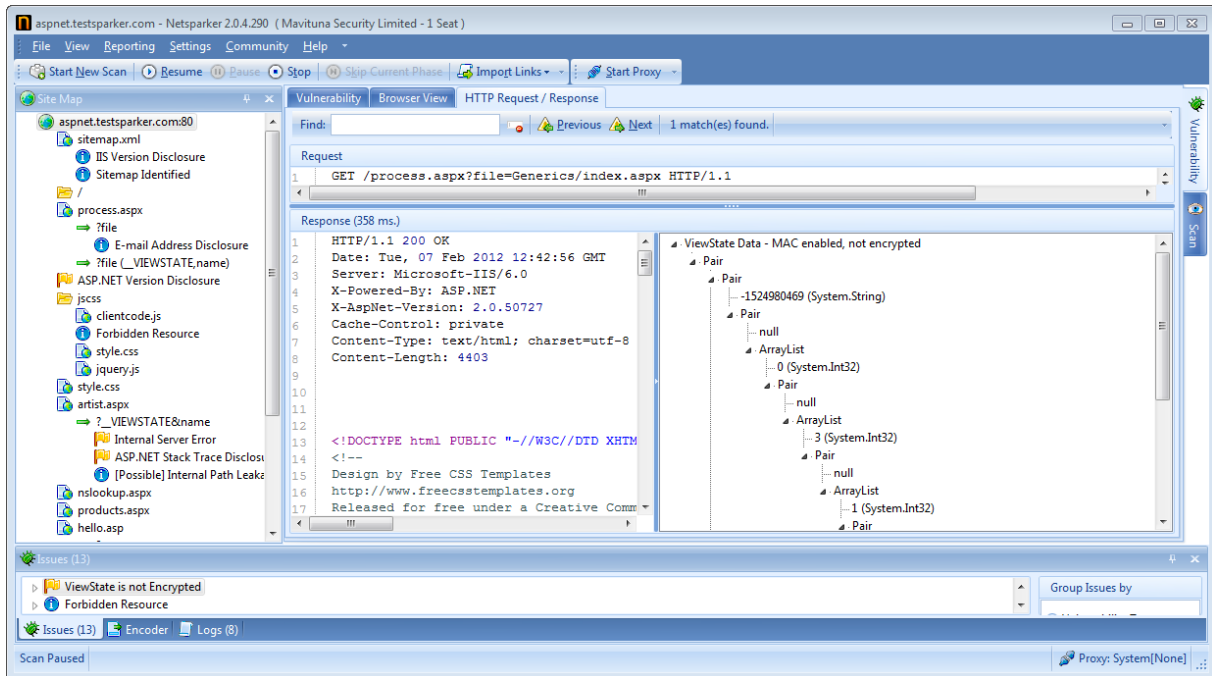 aspnet.testsparker.com - Netsparker 2.0.4.290 ( Mavituna Security Limited - 1 Seat )
File View Reporting Settings Community Help
Start New Scan Resume Pause Stop Skip Current Phase Import Links Start Proxy
Site Map
aspnet.testsparker.com:80
sitemap.xml
IIS Version Disclosure
Sitemap Identified
/
process.aspx
?file
E-mail Address Disclosure
?file (__VIEWSTATE,name)
ASP.NET Version Disclosure
jscss
clientcode.js
Forbidden Resource
style.css
jquery.js
style.css
artist.aspx
?__VIEWSTATE&name
Internal Server Error
ASP.NET Stack Trace Disclosu
[Possible] Internal Path Leaka
nslookup.aspx
products.aspx
hello.asp
Vulnerability Browser View HTTP Request / Response
Find: Previous Next 1 match(es) found.
Request
1 GET /process.aspx?file=Generics/index.aspx HTTP/1.1
Response (358 ms.)
1 HTTP/1.1 200 OK
2 Date: Tue, 07 Feb 2012 12:42:56 GMT
3 Server: Microsoft-IIS/6.0
4 X-Powered-By: ASP.NET
5 X-AspNet-Version: 2.0.50727
6 Cache-Control: private
7 Content-Type: text/html; charset=utf-8
8 Content-Length: 4403
9
10
11
12
13 <!DOCTYPE html PUBLIC "-//W3C//DTD XHTM
14 <!--
15 Design by Free CSS Templates
16 http://www.freecsstemplates.org
17 Released for free under a Creative Comm
ViewState Data - MAC enabled, not encrypted
Pair
Pair
-1524980469 (System.String)
Pair
null
ArrayList
0 (System.Int32)
Pair
null
ArrayList
3 (System.Int32)
Pair
null
ArrayList
1 (System.Int32)
Pair
Vulnerability
Scan
Issues (13)
ViewState is not Encrypted
Forbidden Resource
Group Issues by
Issues (13) Encoder Logs (8)
Scan Paused
Proxy: System[None]